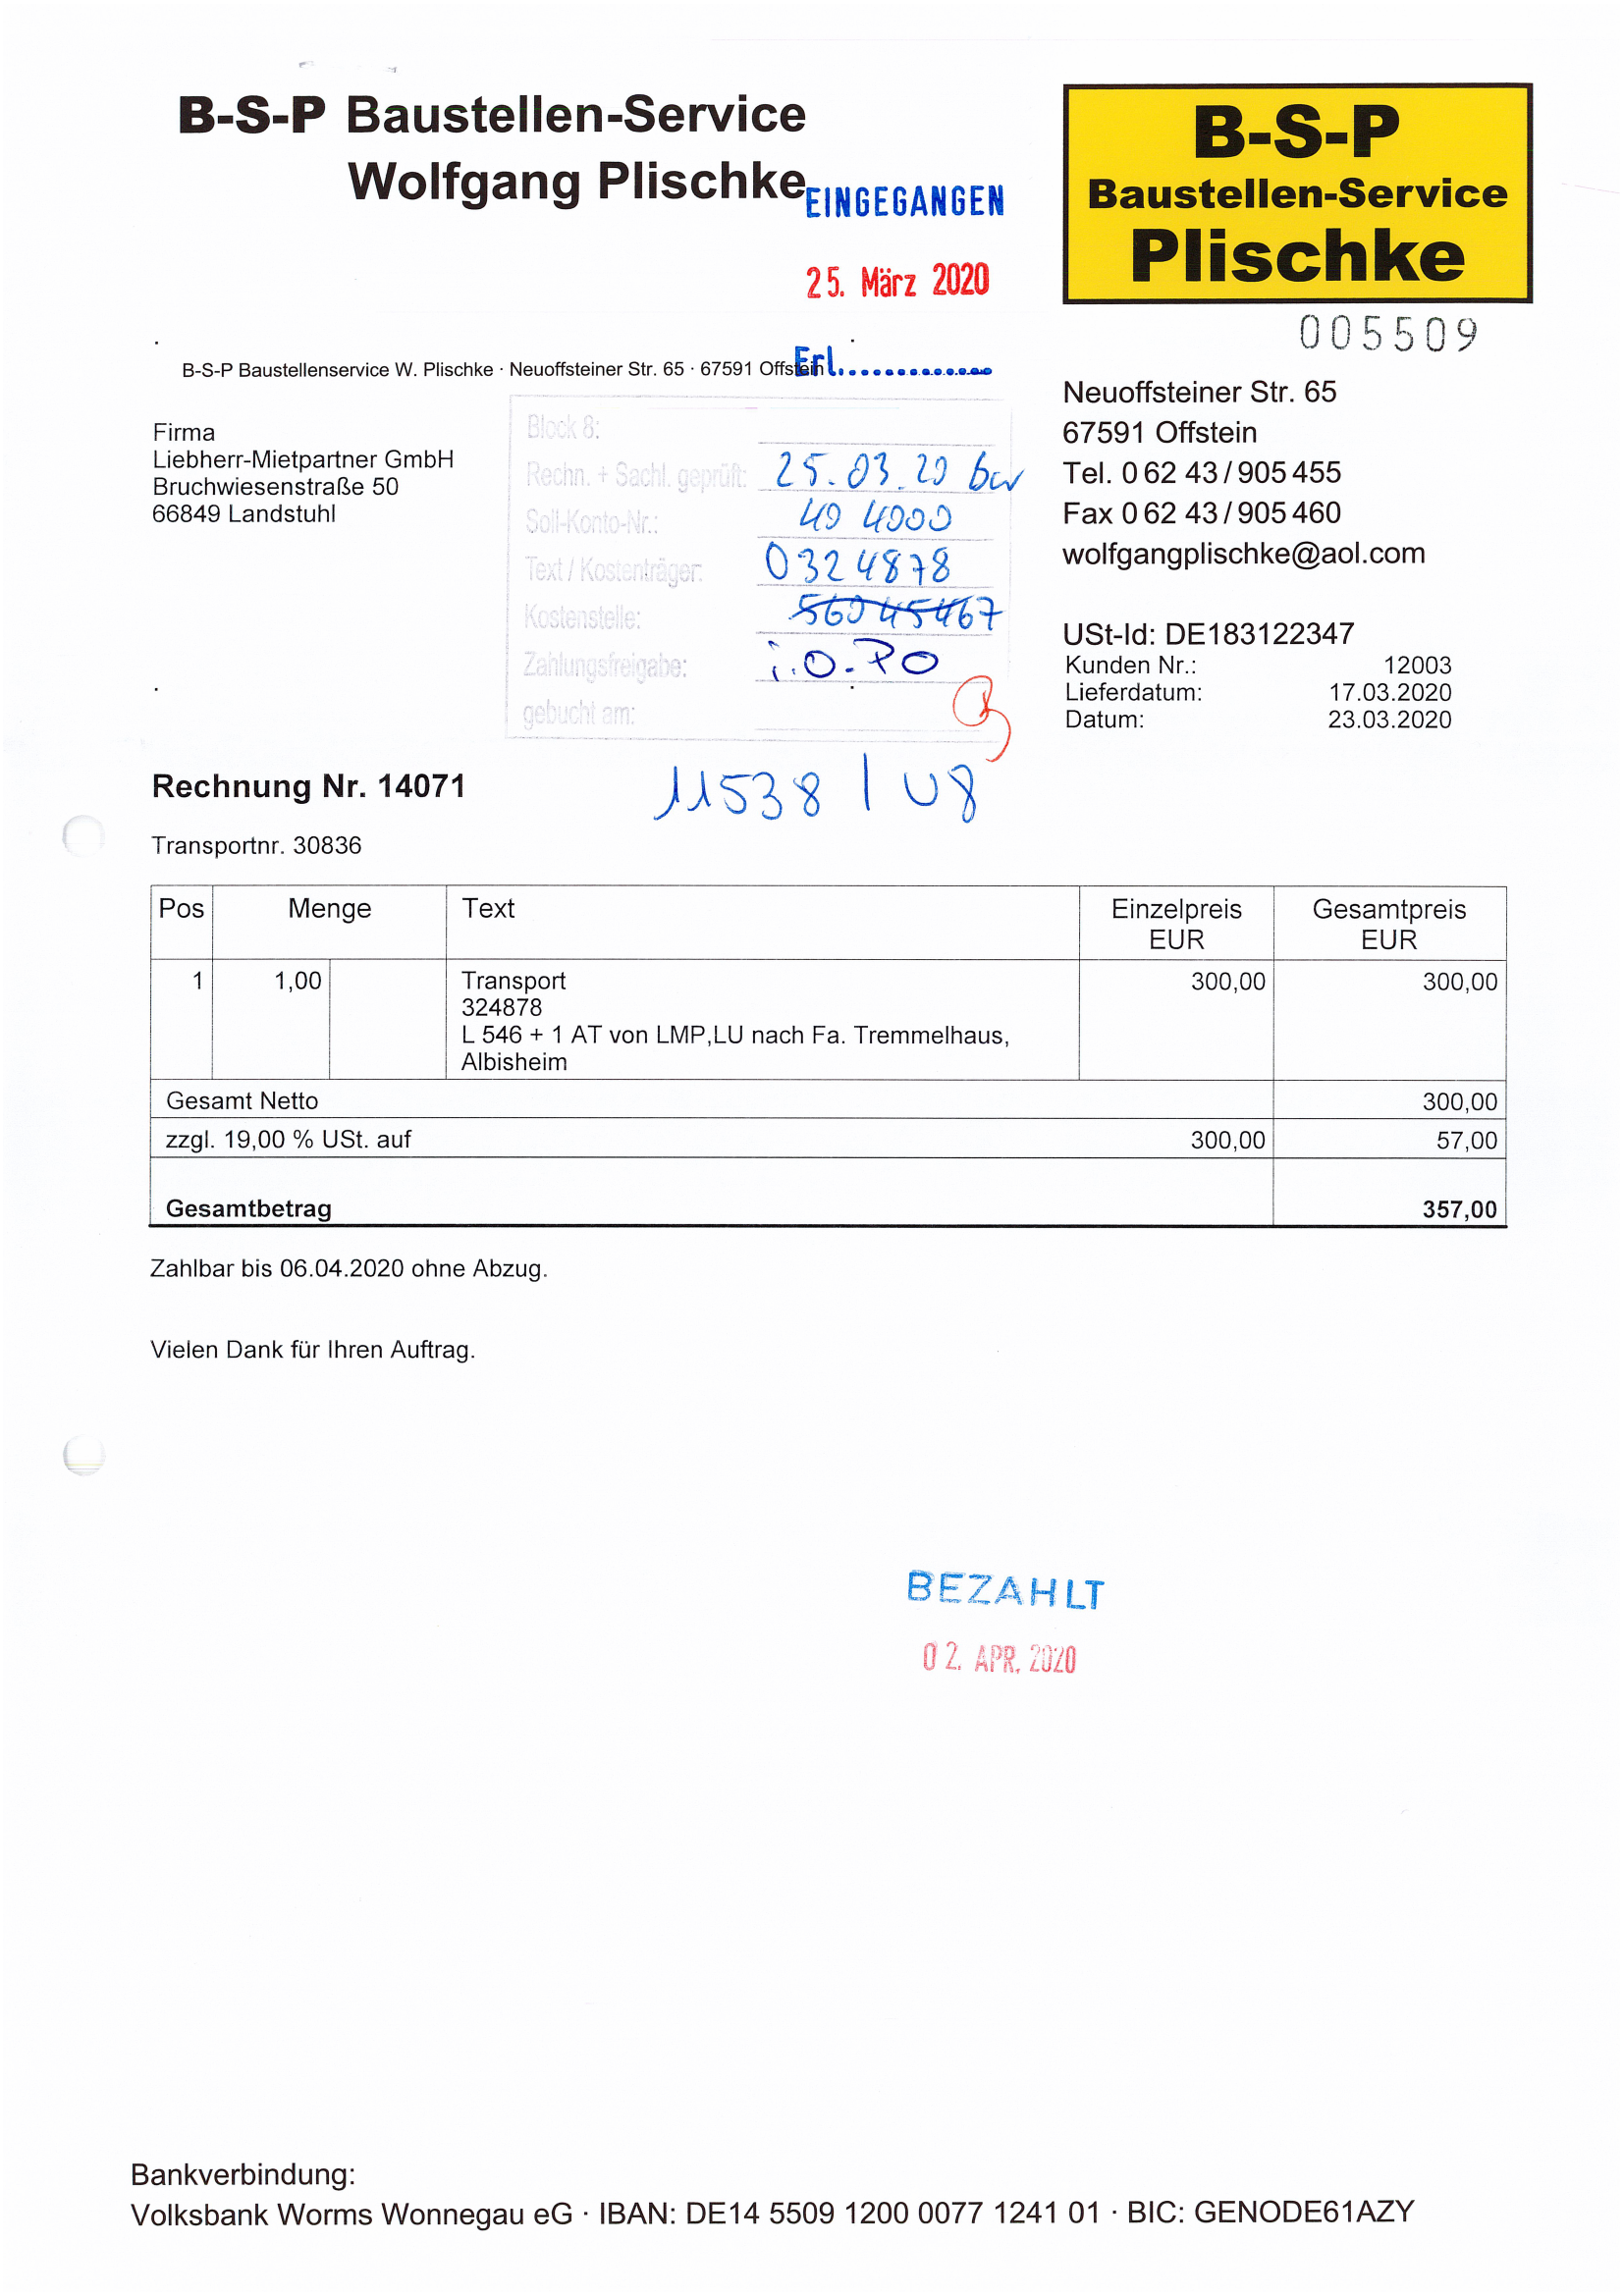 B-S-P Baustellen-Service
Wolfgang Plischke
EINGEGANGEN
25. März 2020
Erl.
B-S-P
Baustellen-Service
Plischke
005509
B-S-P Baustellenservice W. Plischke · Neuoffsteiner Str. 65 · 67591 Offstein
Firma
Liebherr-Mietpartner GmbH
Bruchwiesenstraße 50
66849 Landstuhl
Block 8:
Rechn. + Sachl. geprüft: 25.03.20
Soll-Konto-Nr.: 49 4000
Text / Kostenträger: 0324878
Kostenstelle: 56045467
Zahlungsfreigabe: i.O.
gebucht am:
Neuoffsteiner Str. 65
67591 Offstein
Tel. 0 62 43 / 905 455
Fax 0 62 43 / 905 460
wolfgangplischke@aol.com
USt-Id: DE183122347
Kunden Nr.: 12003
Lieferdatum: 17.03.2020
Datum: 23.03.2020
Rechnung Nr. 14071
11538 / U8
Transportnr. 30836
Pos Menge Text Einzelpreis EUR Gesamtpreis EUR
1 1,00 Transport 300,00 300,00
324878
L 546 + 1 AT von LMP,LU nach Fa. Tremmelhaus,
Albisheim
Gesamt Netto 300,00
zzgl. 19,00 % USt. auf 300,00 57,00
Gesamtbetrag 357,00
Zahlbar bis 06.04.2020 ohne Abzug.
Vielen Dank für Ihren Auftrag.
BEZAHLT
02. APR. 2020
Bankverbindung:
Volksbank Worms Wonnegau eG · IBAN: DE14 5509 1200 0077 1241 01 · BIC: GENODE61AZY